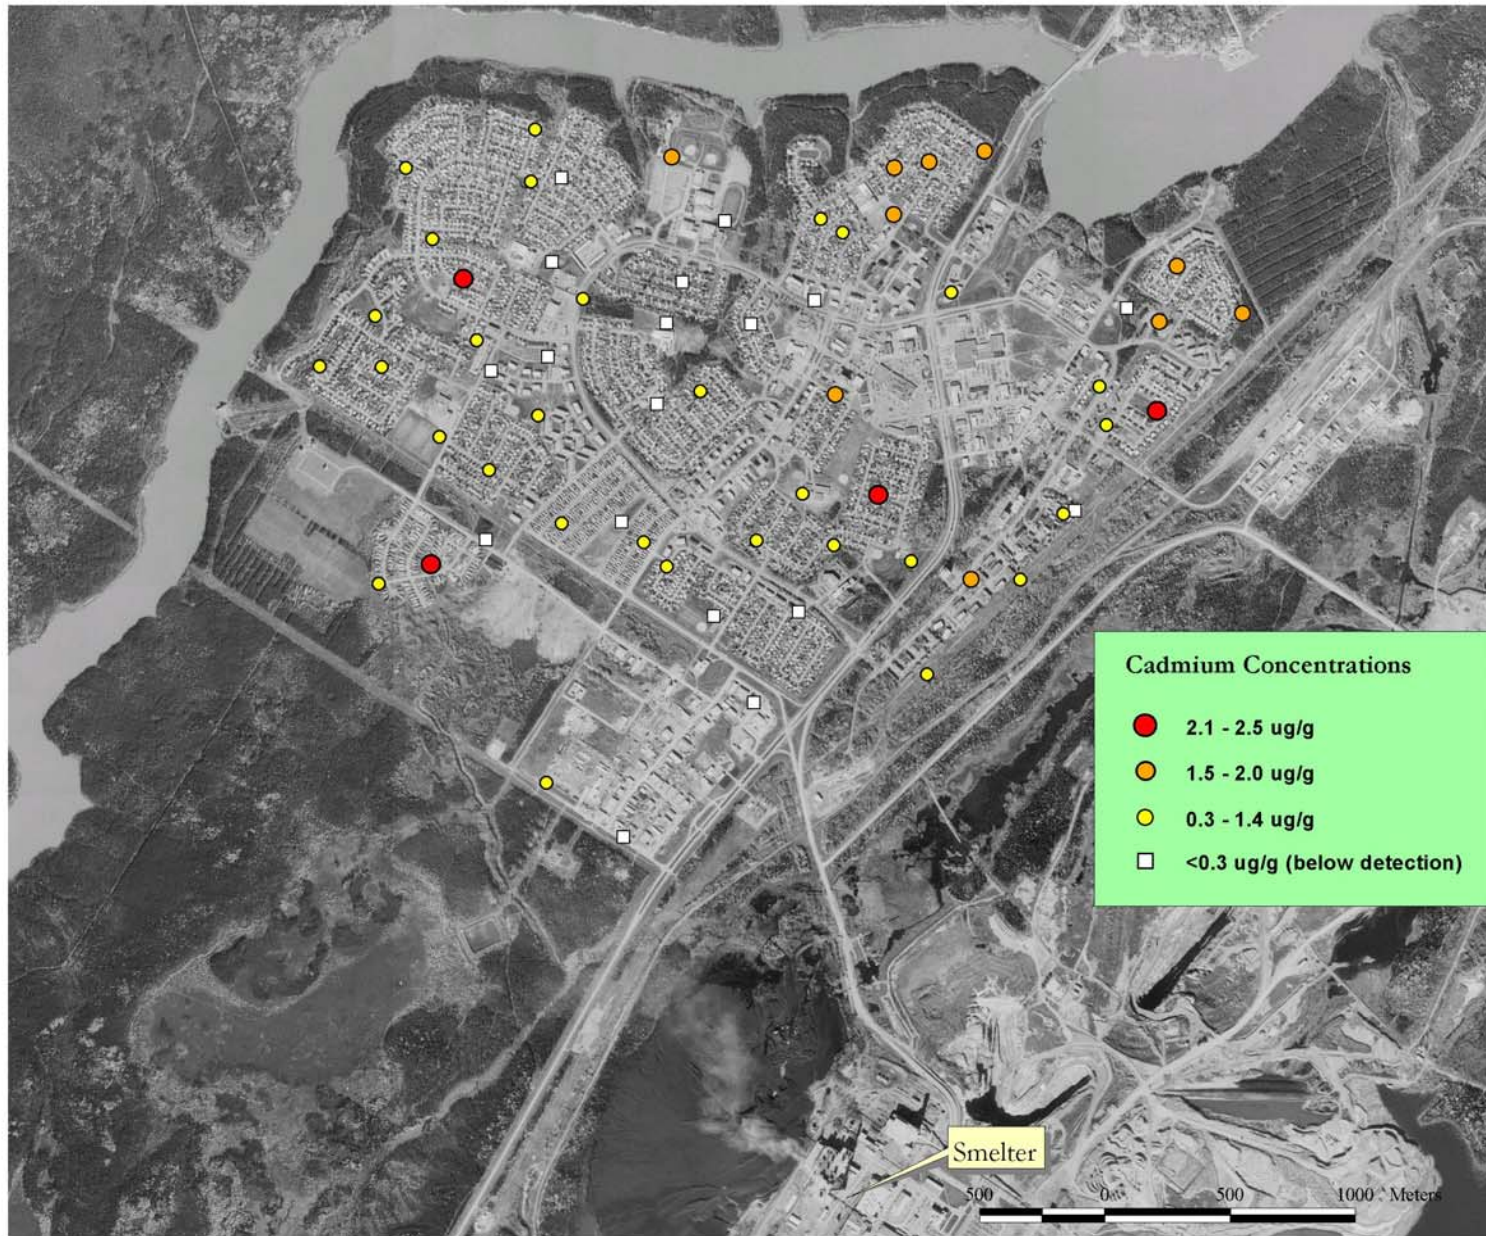 Cadmium Concentrations
2.1 - 2.5 ug/g
1.5 - 2.0 ug/g
0.3 - 1.4 ug/g
<0.3 ug/g (below detection)
Smelter
500 0 500 1000 Meters